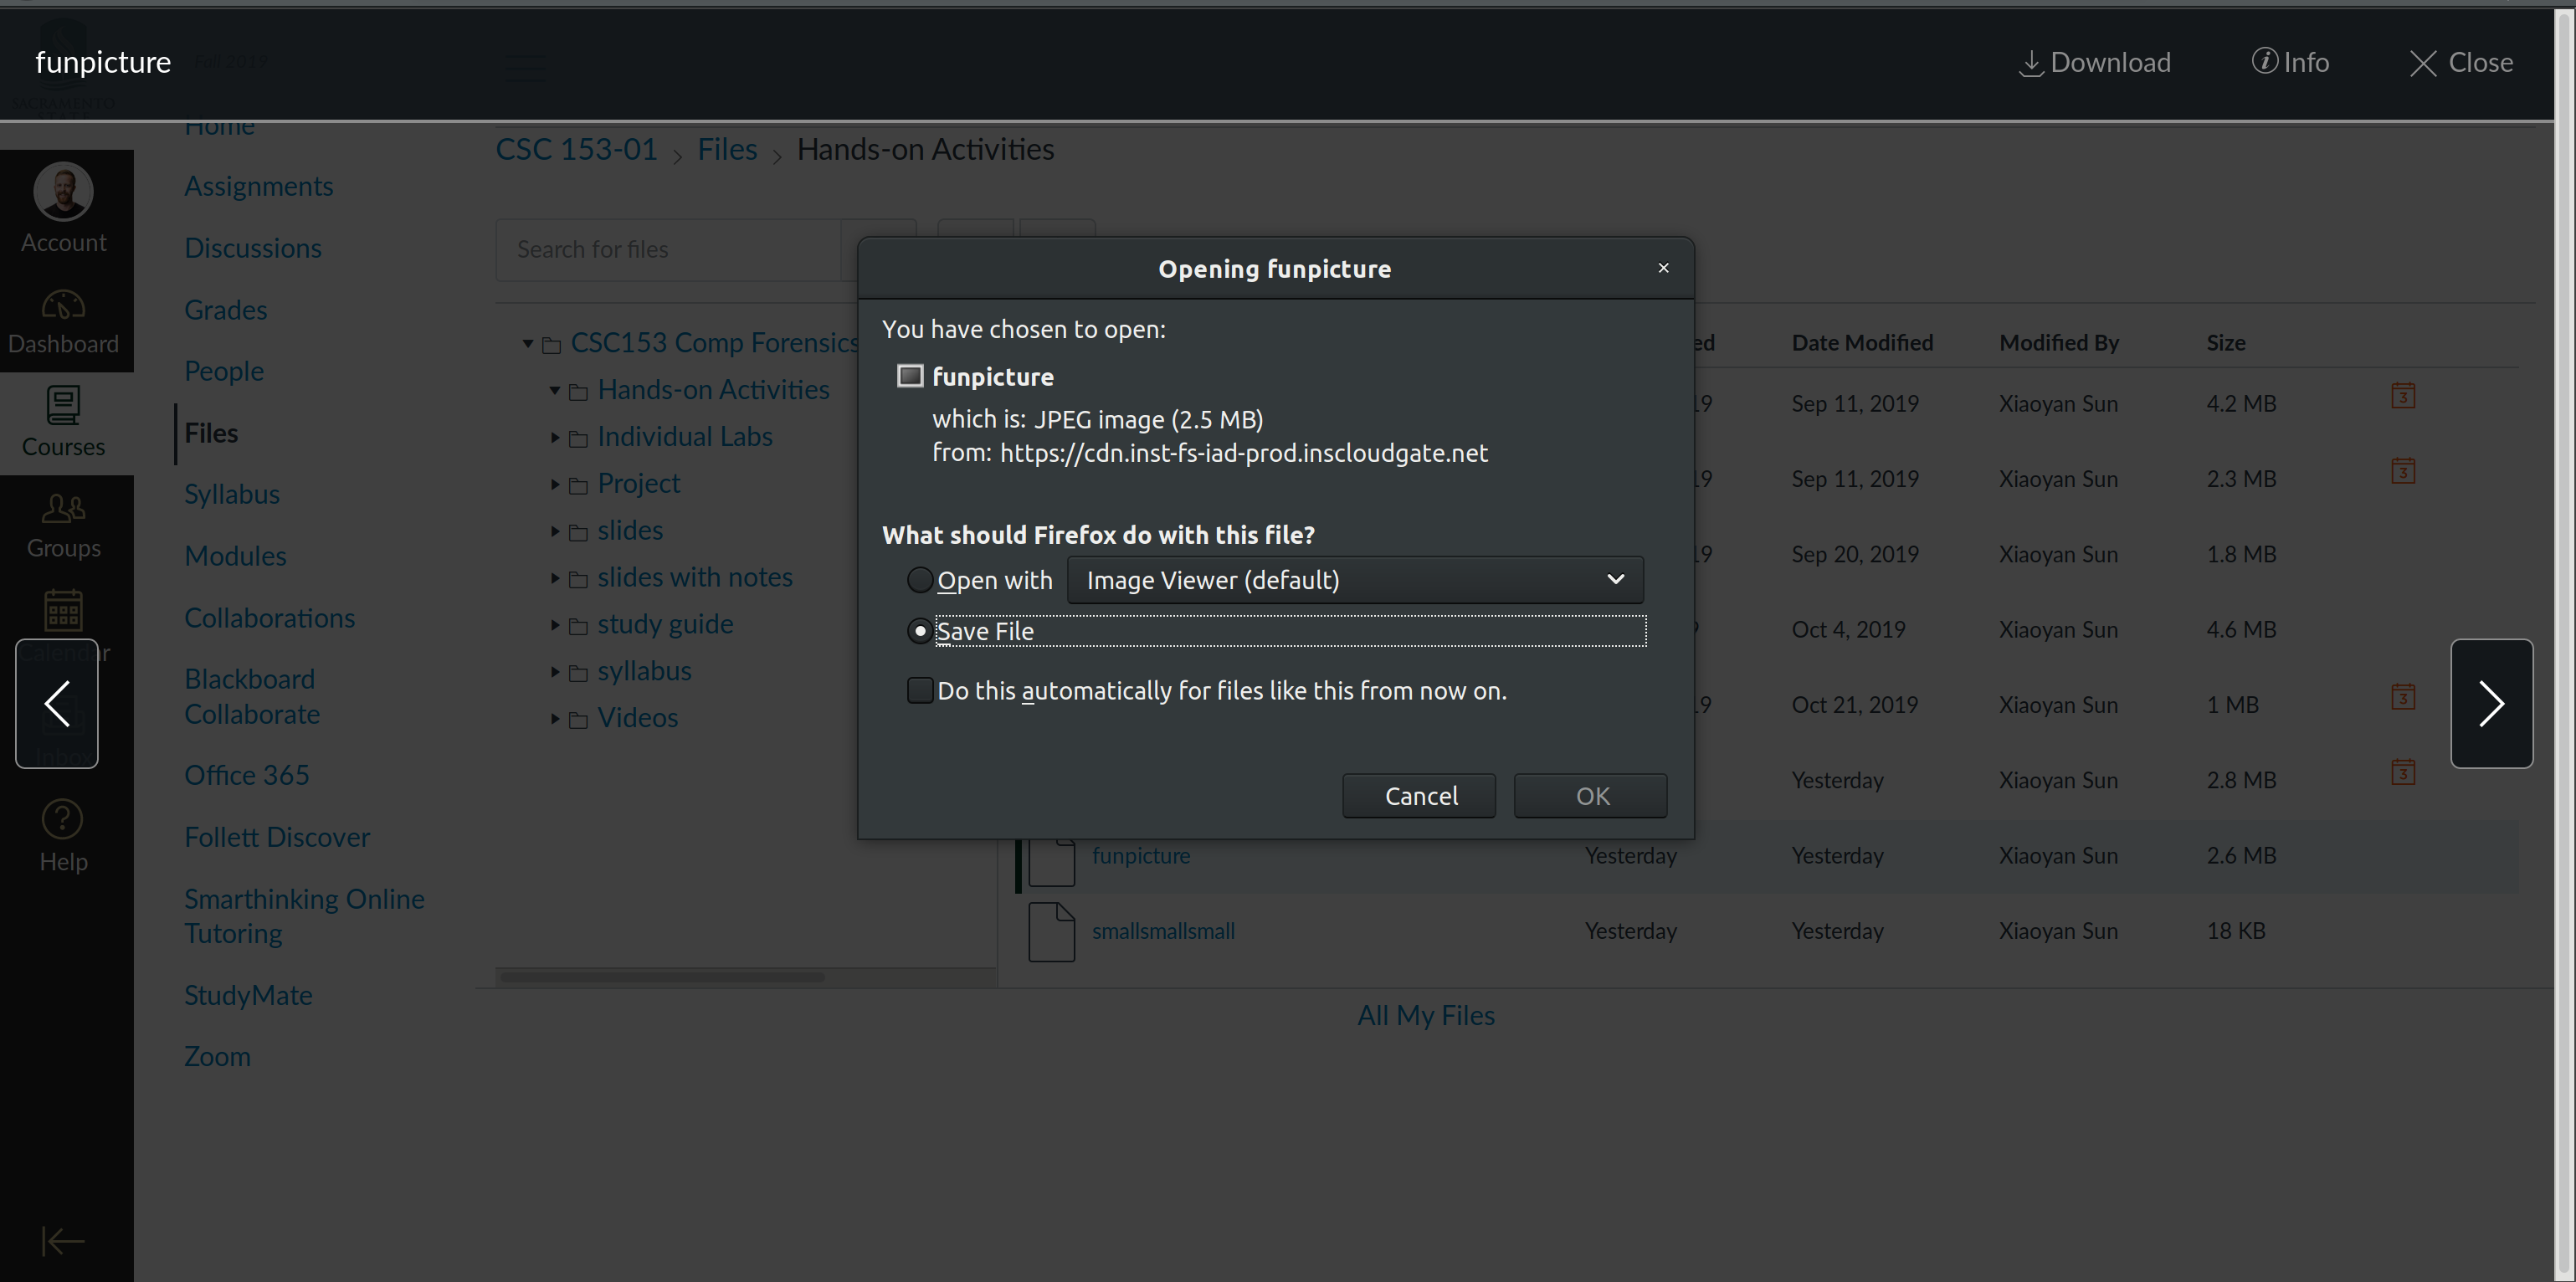 funpicture
Fall 2019
Download
Info
Close
SACRAMENTO
STATE
Home
Account
Dashboard
Courses
Groups
Calendar
Inbox
Help
Assignments
Discussions
Grades
People
Files
Syllabus
Modules
Collaborations
Blackboard
Collaborate
Office 365
Follett Discover
Smarthinking Online
Tutoring
StudyMate
Zoom
CSC 153-01 > Files > Hands-on Activities
Search for files
CSC153 Comp Forensics
Hands-on Activities
Individual Labs
Project
slides
slides with notes
study guide
syllabus
Videos
Opening funpicture
You have chosen to open:
funpicture
which is: JPEG image (2.5 MB)
from: https://cdn.inst-fs-iad-prod.inscloudgate.net
What should Firefox do with this file?
Open with Image Viewer (default)
Save File
Do this automatically for files like this from now on.
Cancel OK
ed Date Modified Modified By Size
19 Sep 11, 2019 Xiaoyan Sun 4.2 MB 3
19 Sep 11, 2019 Xiaoyan Sun 2.3 MB 3
19 Sep 20, 2019 Xiaoyan Sun 1.8 MB
9 Oct 4, 2019 Xiaoyan Sun 4.6 MB
19 Oct 21, 2019 Xiaoyan Sun 1 MB 3
Yesterday Xiaoyan Sun 2.8 MB 3
funpicture Yesterday Yesterday Xiaoyan Sun 2.6 MB
smallsmallsmall Yesterday Yesterday Xiaoyan Sun 18 KB
All My Files